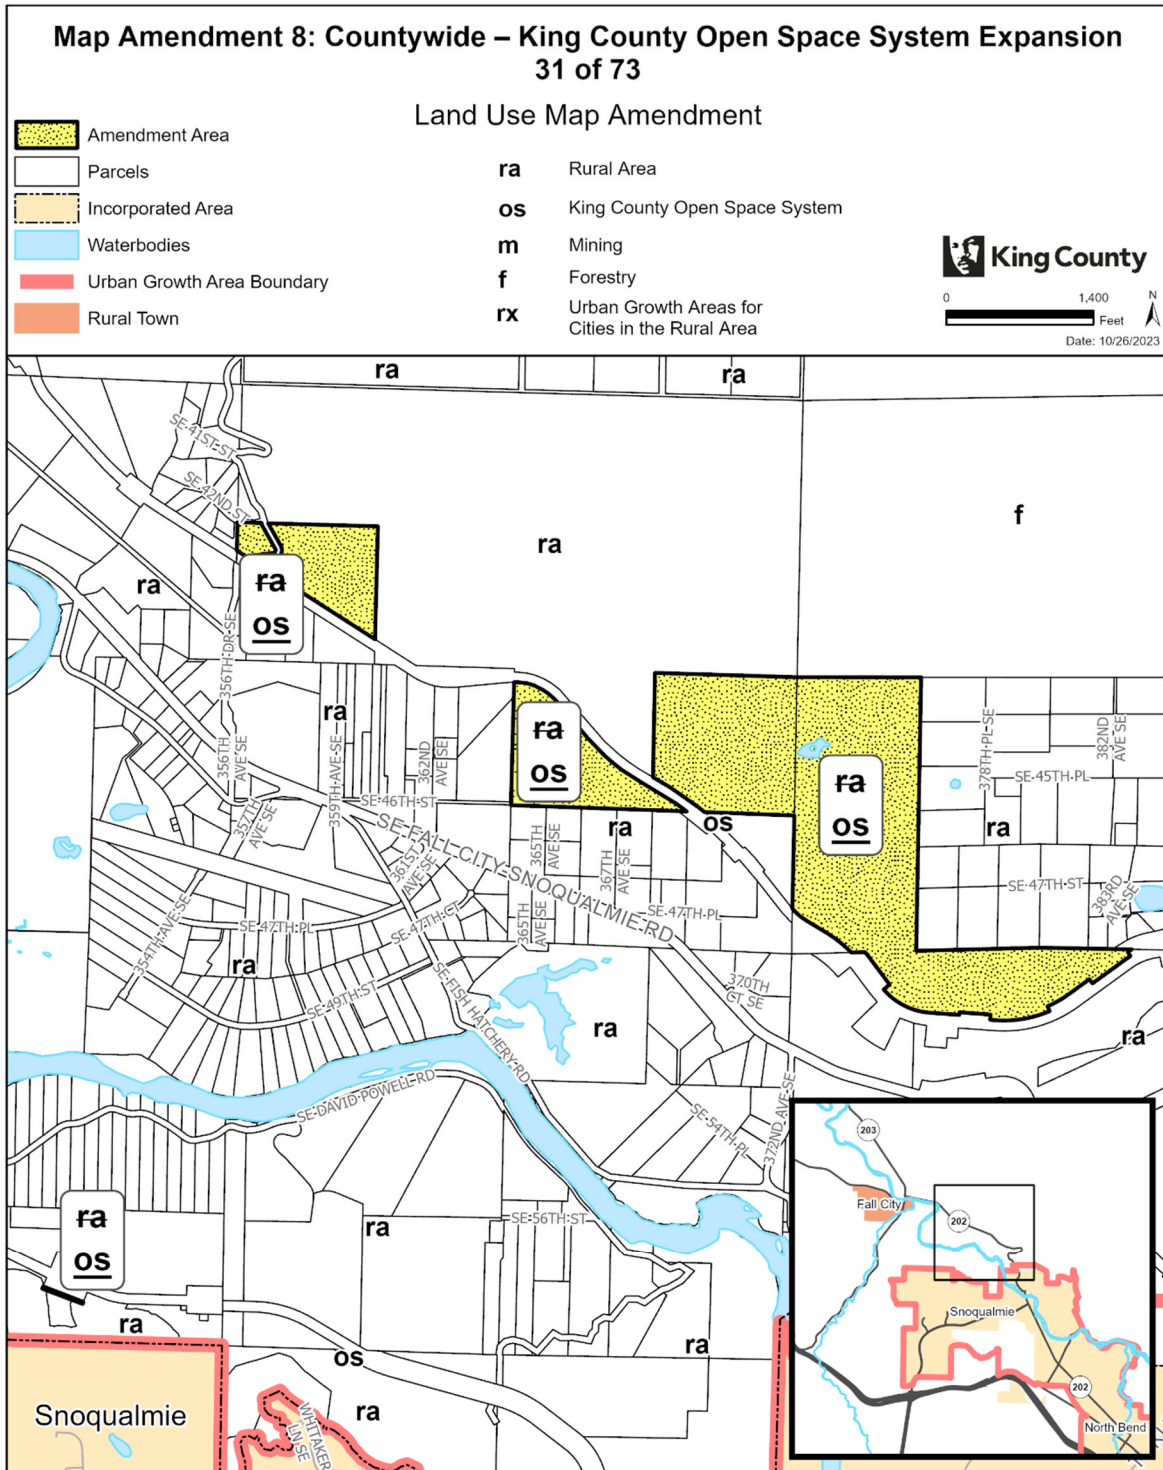 Map Amendment 8: Countywide – King County Open Space System Expansion
31 of 73
Land Use Map Amendment
Amendment Area
Parcels
Incorporated Area
Waterbodies
Urban Growth Area Boundary
Rural Town
ra Rural Area
os King County Open Space System
m Mining
f Forestry
rx Urban Growth Areas for
Cities in the Rural Area
King County
0 1,400
Feet
N
Date: 10/26/2023
ra
ra
SE 41ST ST
SE 42ND ST
ra
f
ra
ra
os
356TH DR SE
ra
356TH
AVE SE
359TH AVE SE
362ND
AVE SE
ra
os
ra
os
378TH PL SE
382ND
AVE SE
SE 45TH PL
SE 46TH ST
357TH
AVE SE
SE FALL CITY-SNOQUALMIE RD
361ST
AVE SE
365TH
AVE SE
ra
367TH
AVE SE
os
ra
SE 47TH ST
383RD
AVE SE
354TH AVE SE
SE 47TH PL
SE 47TH CT
365TH
AVE SE
SE 47TH PL
ra
SE 49TH ST
SE FISH HATCHERY RD
370TH
CT SE
ra
ra
SE DAVID POWELL RD
SE 54TH PL
372ND AVE SE
ra
os
ra
SE 56TH ST
ra
os
ra
ra
Snoqualmie
WHITAKER
LN SE
203
Fall City
202
Snoqualmie
202
North Bend